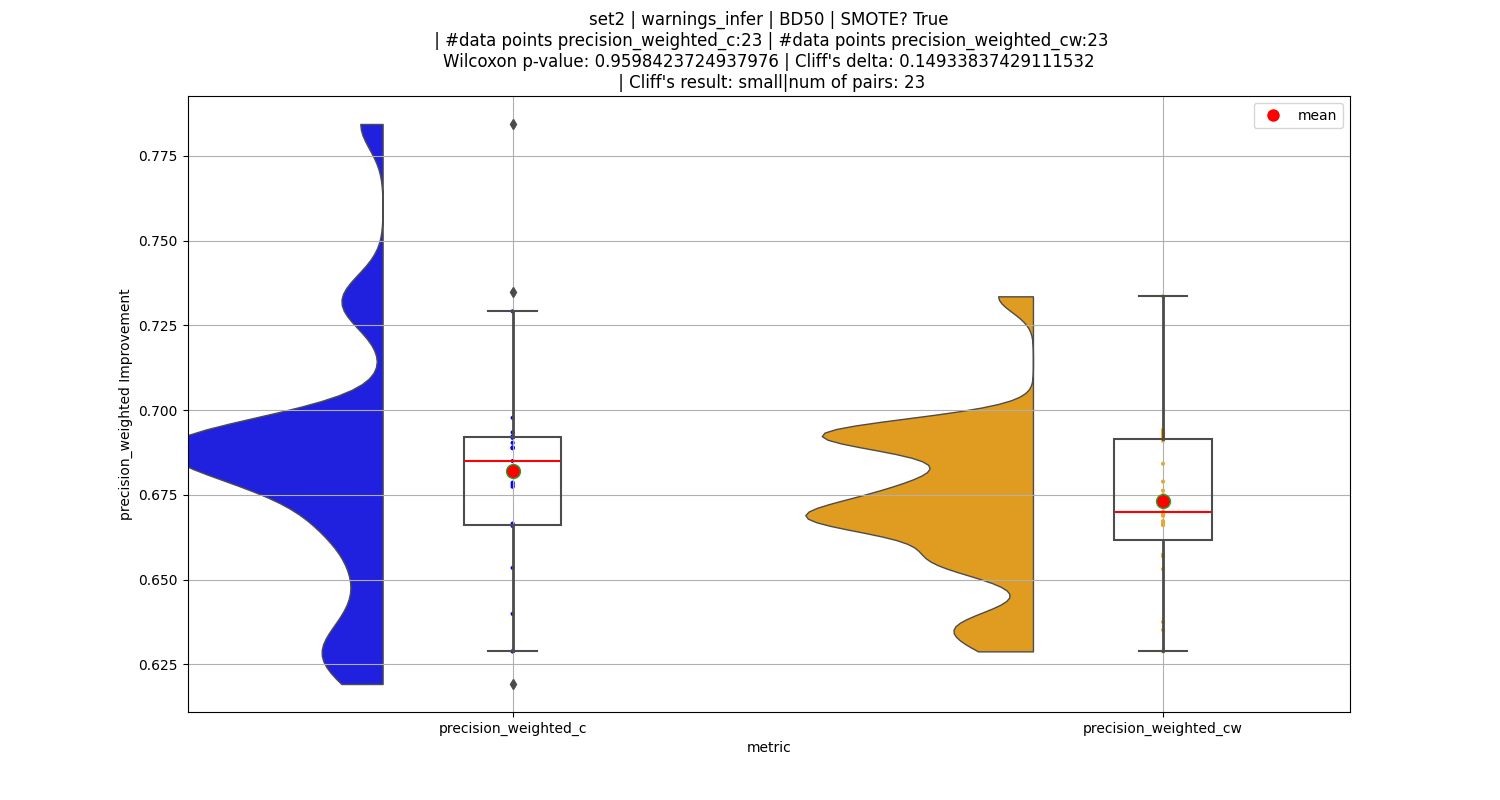 set2 | warnings_infer | BD50 | SMOTE? True
| #data points precision_weighted_c:23 | #data points precision_weighted_cw:23
Wilcoxon p-value: 0.9598423724937976 | Cliff's delta: 0.14933837429111532
| Cliff's result: small|num of pairs: 23
mean
0.775
0.750
0.725
0.700
0.675
0.650
0.625
precision_weighted Improvement
precision_weighted_c
precision_weighted_cw
metric